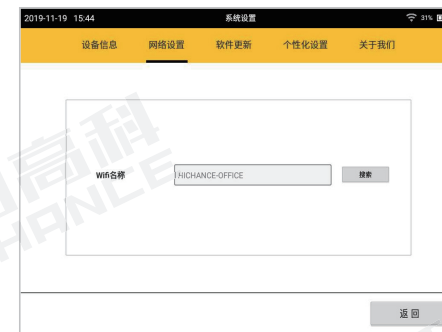 2019-11-19 15:44 系统设置 31%
设备信息 网络设置 软件更新 个性化设置 关于我们
Wifi名称 HICHANCE-OFFICE 搜索
返回